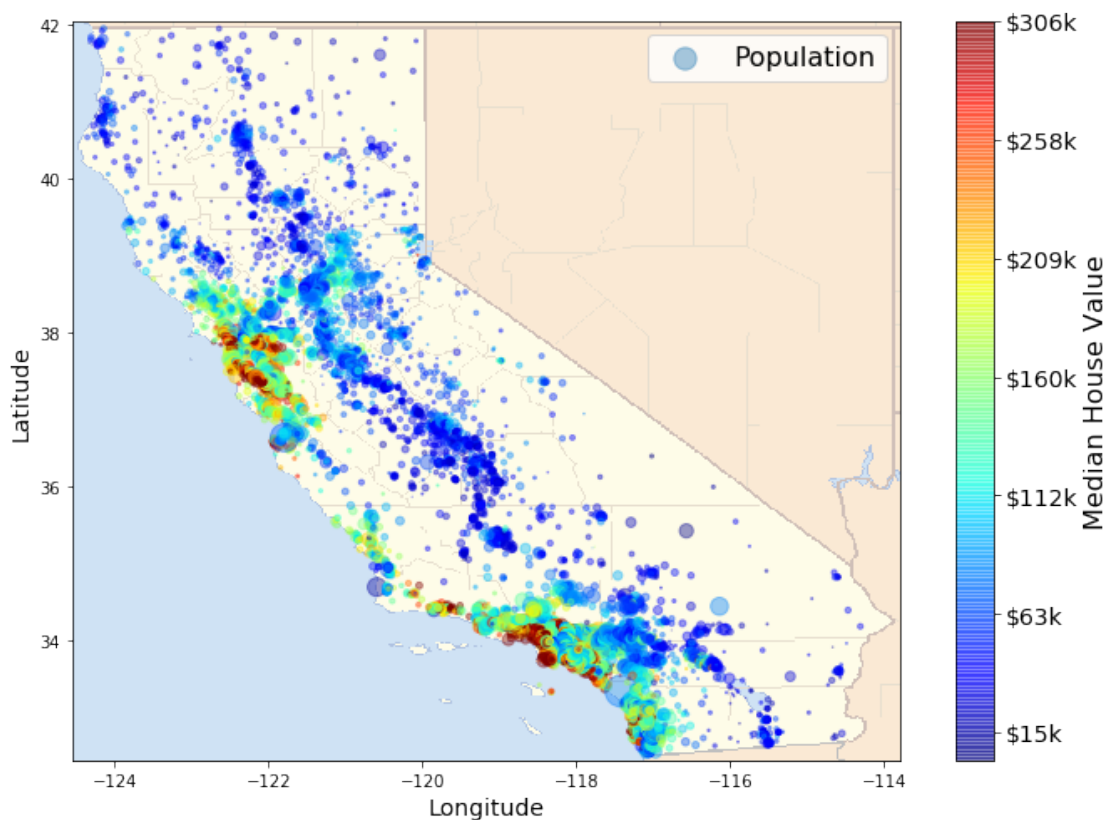 Population
42
40
38
36
34
Latitude
−124
−122
−120
−118
−116
−114
Longitude
$306k
$258k
$209k
$160k
$112k
$63k
$15k
Median House Value